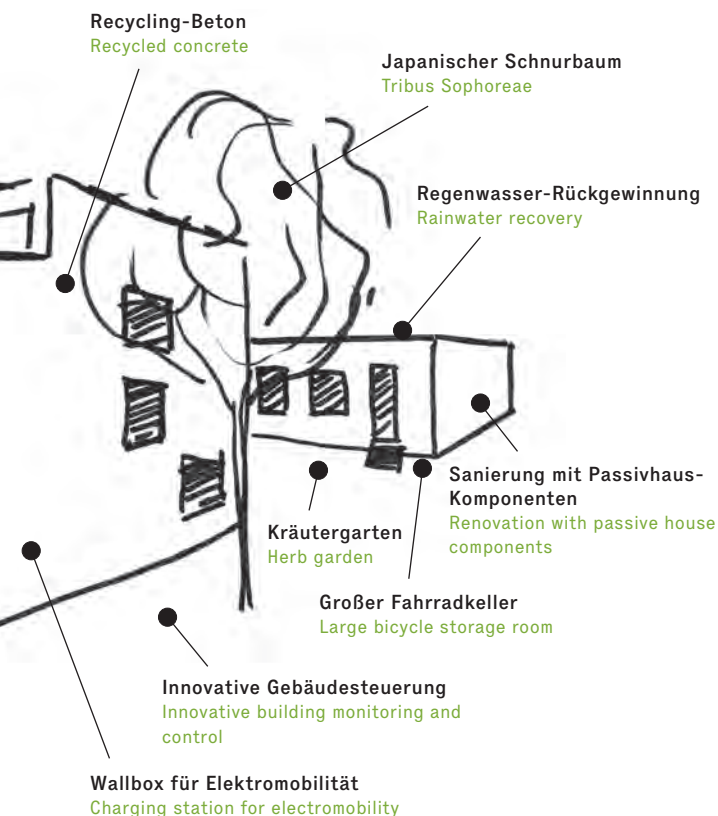 Recycling-Beton
Recycled concrete
Japanischer Schnurbaum
Tribus Sophoreae
Regenwasser-Rückgewinnung
Rainwater recovery
Sanierung mit Passivhaus-
Komponenten
Renovation with passive house
components
Kräutergarten
Herb garden
Großer Fahrradkeller
Large bicycle storage room
Innovative Gebäudesteuerung
Innovative building monitoring and
control
Wallbox für Elektromobilität
Charging station for electromobility